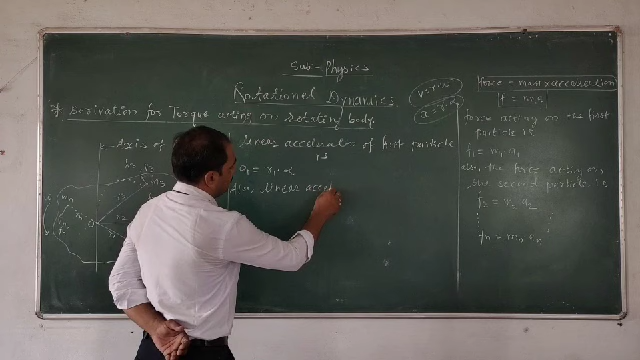 Sub - Physics
Rotational Dynamics
Derivation for Torque acting on rotating body.
axis of
linear acceleration of first particle
a₁ = r₁·α
linear accel
v = r.ω
a = r.α
Force = mass × acceleration
f = m.a
force acting on the first
particle is
f₁ = m₁ · a₁
the force acting on
second particle is
f₂ = m₂ a₂
fn = mn an